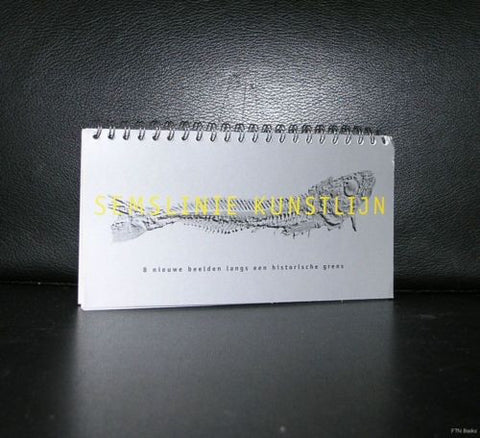 SEMSLINIE KUNSTLIJN
8 nieuwe beelden langs een historische grens
FTN Books